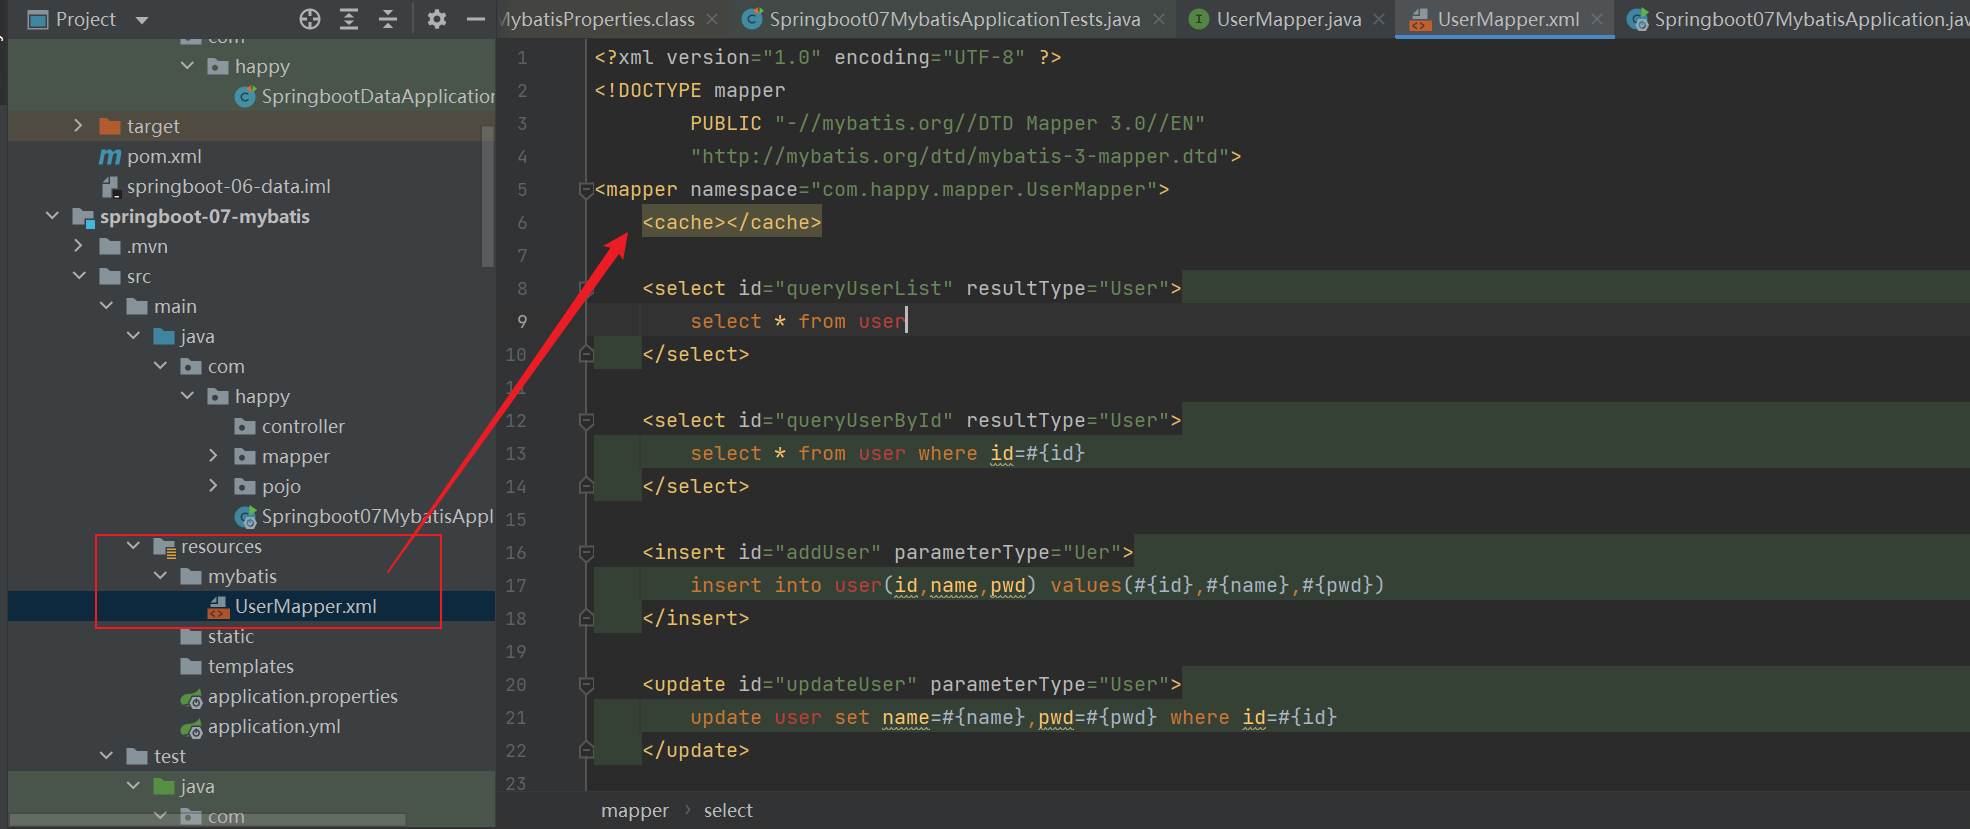 Project
com
happy
SpringbootDataApplication
target
pom.xml
springboot-06-data.iml
springboot-07-mybatis
.mvn
src
main
java
com
happy
controller
mapper
pojo
Springboot07MybatisAppl
resources
mybatis
UserMapper.xml
static
templates
application.properties
application.yml
test
java
com
MybatisProperties.class
Springboot07MybatisApplicationTests.java
UserMapper.java
UserMapper.xml
Springboot07MybatisApplication.jav
1 <?xml version="1.0" encoding="UTF-8" ?>
2 <!DOCTYPE mapper
3 PUBLIC "-//mybatis.org//DTD Mapper 3.0//EN"
4 "http://mybatis.org/dtd/mybatis-3-mapper.dtd">
5 <mapper namespace="com.happy.mapper.UserMapper">
6 <cache></cache>
7
8 <select id="queryUserList" resultType="User">
9 select * from user
10 </select>
11
12 <select id="queryUserById" resultType="User">
13 select * from user where id=#{id}
14 </select>
15
16 <insert id="addUser" parameterType="Uer">
17 insert into user(id,name,pwd) values(#{id},#{name},#{pwd})
18 </insert>
19
20 <update id="updateUser" parameterType="User">
21 update user set name=#{name},pwd=#{pwd} where id=#{id}
22 </update>
23
mapper > select